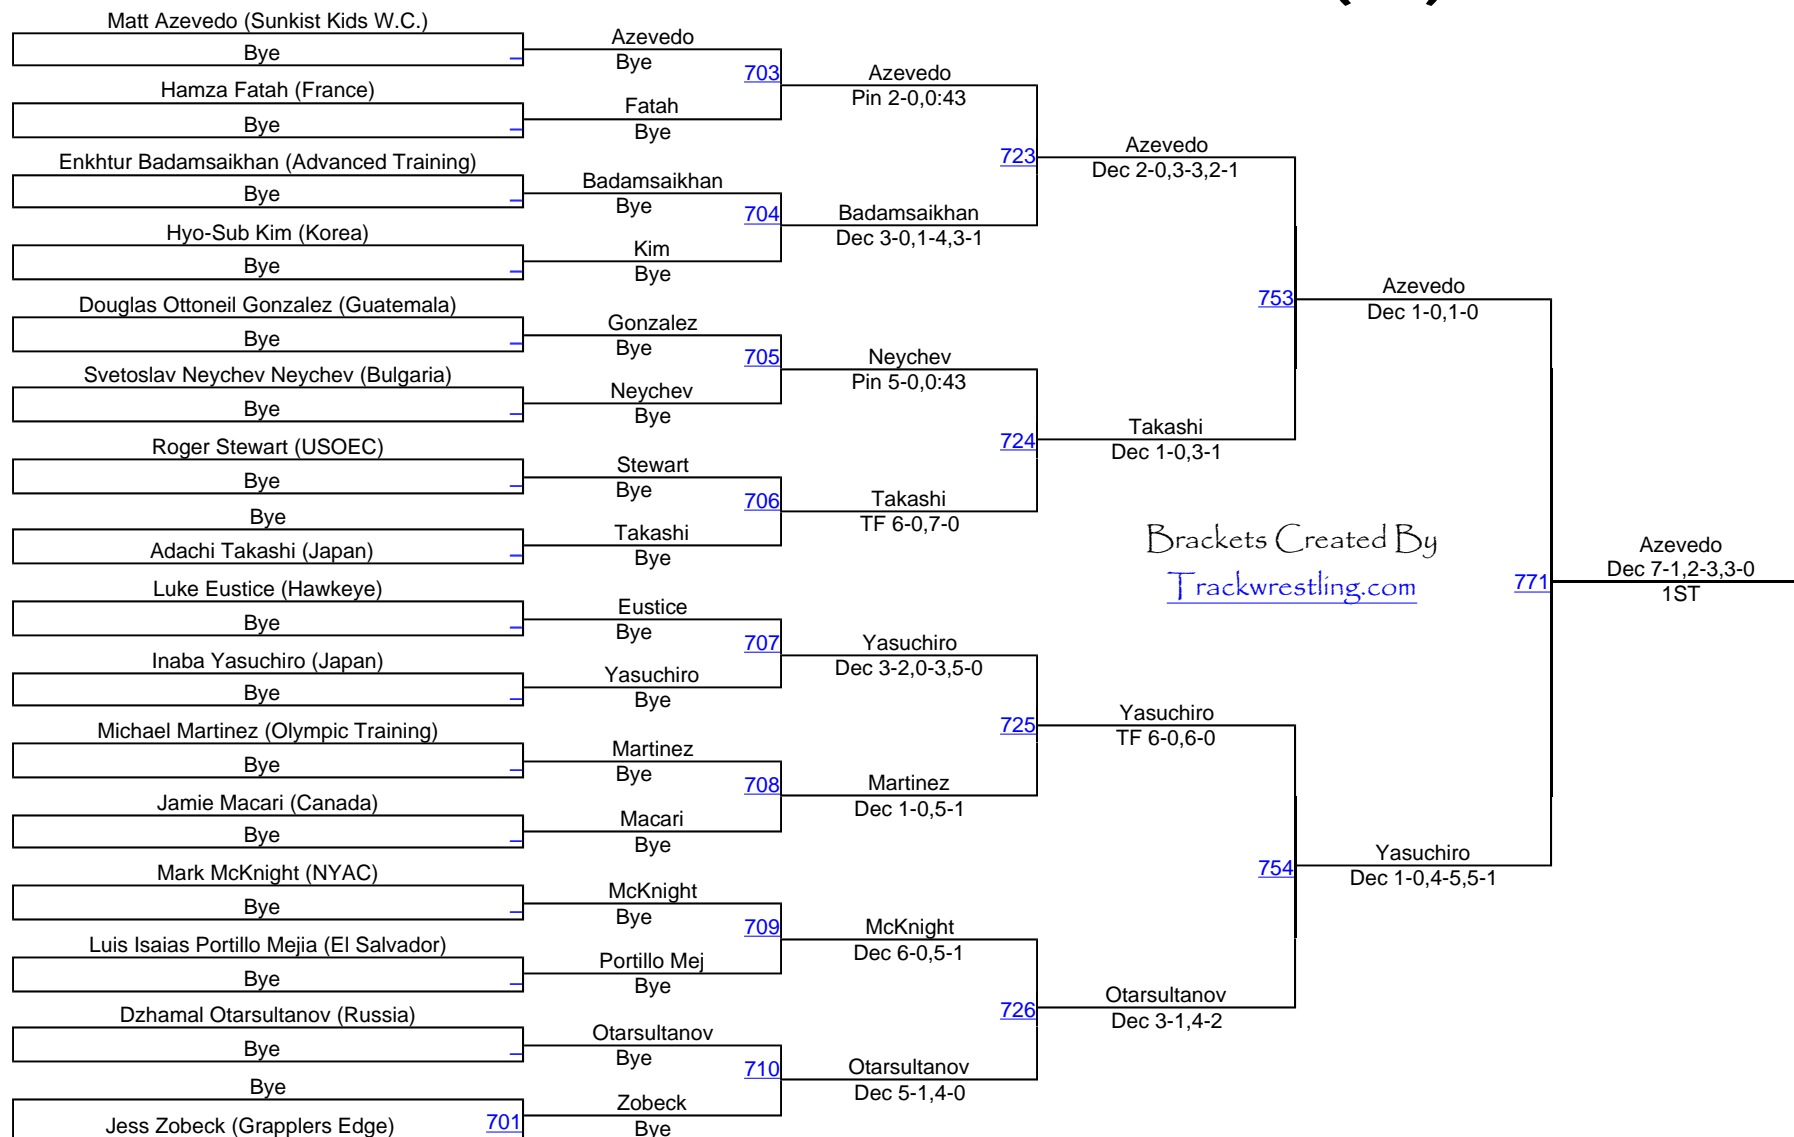 Matt Azevedo (Sunkist Kids W.C.)
Bye
Hamza Fatah (France)
Bye
Enkhtur Badamsaikhan (Advanced Training)
Bye
Hyo-Sub Kim (Korea)
Bye
Douglas Ottoneil Gonzalez (Guatemala)
Bye
Svetoslav Neychev Neychev (Bulgaria)
Bye
Roger Stewart (USOEC)
Bye
Bye
Adachi Takashi (Japan)
Luke Eustice (Hawkeye)
Bye
Inaba Yasuchiro (Japan)
Bye
Michael Martinez (Olympic Training)
Bye
Jamie Macari (Canada)
Bye
Mark McKnight (NYAC)
Bye
Luis Isaias Portillo Mejia (El Salvador)
Bye
Dzhamal Otarsultanov (Russia)
Bye
Bye
Jess Zobeck (Grapplers Edge)
701
Azevedo
Bye
703
Fatah
Bye
Badamsaikhan
Bye
704
Kim
Bye
Gonzalez
Bye
705
Neychev
Bye
Stewart
Bye
706
Takashi
Bye
Eustice
Bye
707
Yasuchiro
Bye
Martinez
Bye
708
Macari
Bye
McKnight
Bye
709
Portillo Mej
Bye
Otarsultanov
Bye
710
Zobeck
Bye
Azevedo
Pin 2-0,0:43
723
Badamsaikhan
Dec 3-0,1-4,3-1
Neychev
Pin 5-0,0:43
724
Takashi
TF 6-0,7-0
Yasuchiro
Dec 3-2,0-3,5-0
725
Martinez
Dec 1-0,5-1
McKnight
Dec 6-0,5-1
726
Otarsultanov
Dec 5-1,4-0
Azevedo
Dec 2-0,3-3,2-1
753
Takashi
Dec 1-0,3-1
Brackets Created By
Trackwrestling.com
Yasuchiro
TF 6-0,6-0
754
Otarsultanov
Dec 3-1,4-2
Azevedo
Dec 1-0,1-0
771
Yasuchiro
Dec 1-0,4-5,5-1
Azevedo
Dec 7-1,2-3,3-0
1ST